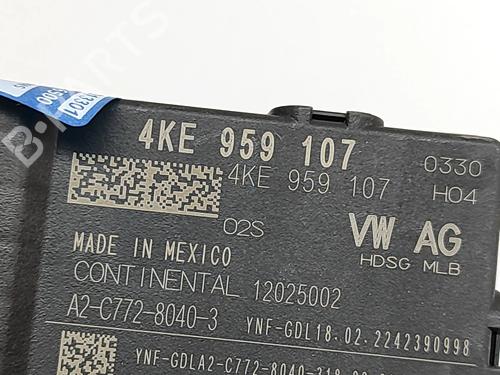 4KE 959 107
4KE 959 107
0330
H04
02S
VW AG
HDSG MLB
MADE IN MEXICO
CONTINENTAL 12025002
A2-C772-8040-3
YNF-GDL18.02.2242390998